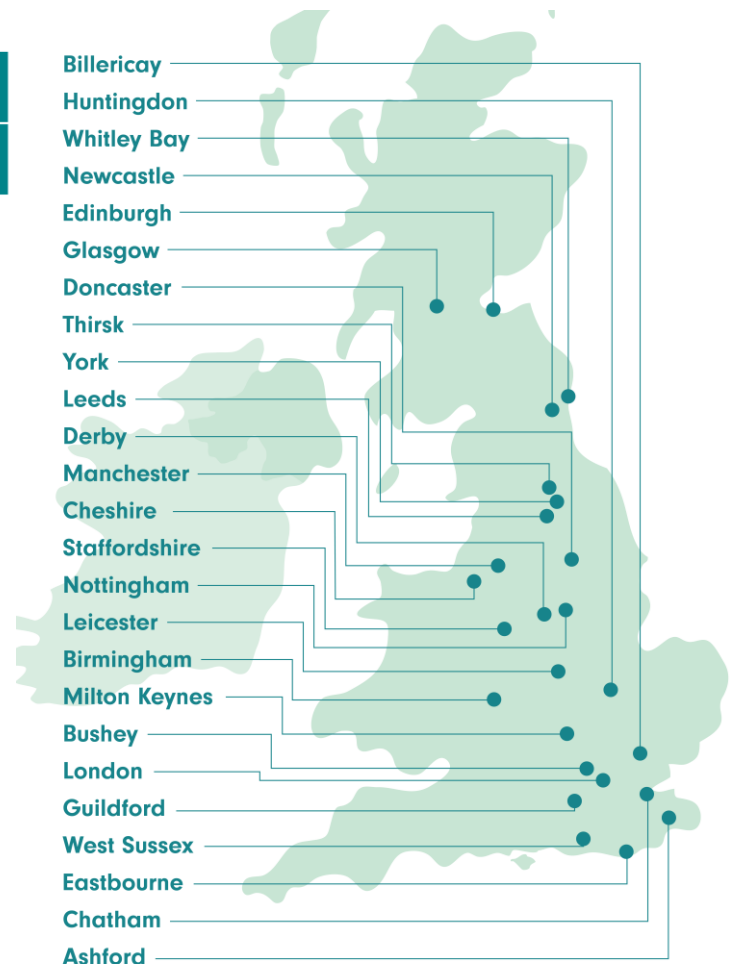 Billericay
Huntingdon
Whitley Bay
Newcastle
Edinburgh
Glasgow
Doncaster
Thirsk
York
Leeds
Derby
Manchester
Cheshire
Staffordshire
Nottingham
Leicester
Birmingham
Milton Keynes
Bushey
London
Guildford
West Sussex
Eastbourne
Chatham
Ashford